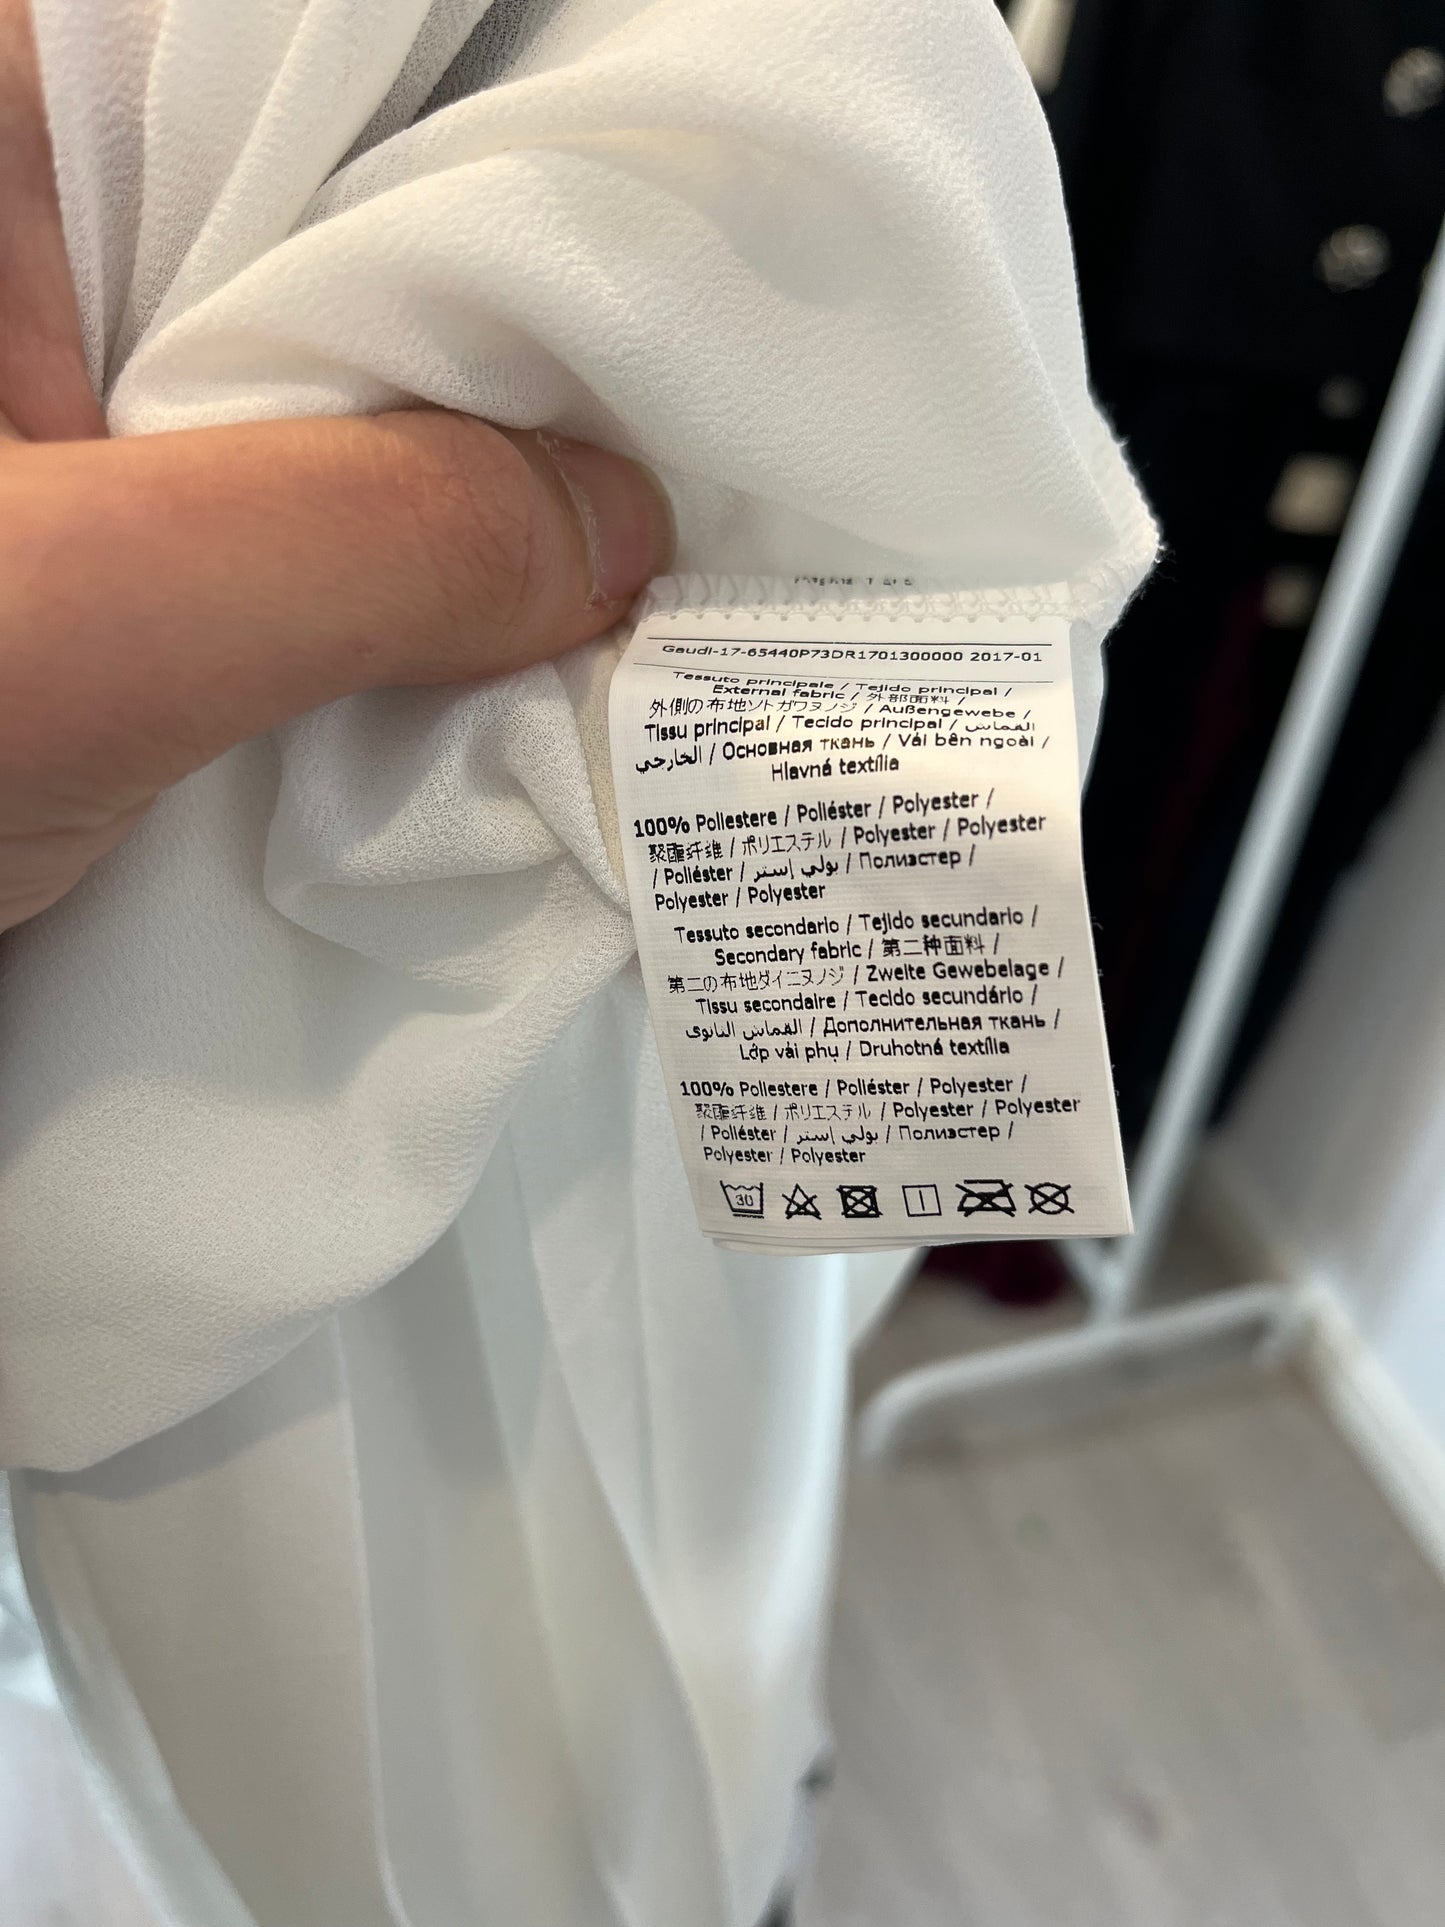 Gaudi-17-65440P73DR1701300000 2017-01
Tessuto principale / Tejido principal /
External fabric / 外部面料 /
外側の布地ソトガワヌノジ / Außengewebe /
Tissu principal / Tecido principal / القماش
الخارجي / Основная ткань / Vải bên ngoài /
Hlavná textília
100% Poliestere / Poliéster / Polyester /
聚酯纤维 / ポリエステル / Polyester / Polyester
/ Poliéster / بولي إستر / Полиэстер /
Polyester / Polyester
Tessuto secondario / Tejido secundario /
Secondary fabric / 第二种面料 /
第二の布地ダイニヌノジ / Zweite Gewebelage /
Tissu secondaire / Tecido secundário /
القماش الثانوى / Дополнительная ткань /
Lớp vải phụ / Druhotná textília
100% Poliestere / Poliéster / Polyester /
聚酯纤维 / ポリエステル / Polyester / Polyester
/ Poliéster / بولي إستر / Полиэстер /
Polyester / Polyester
30